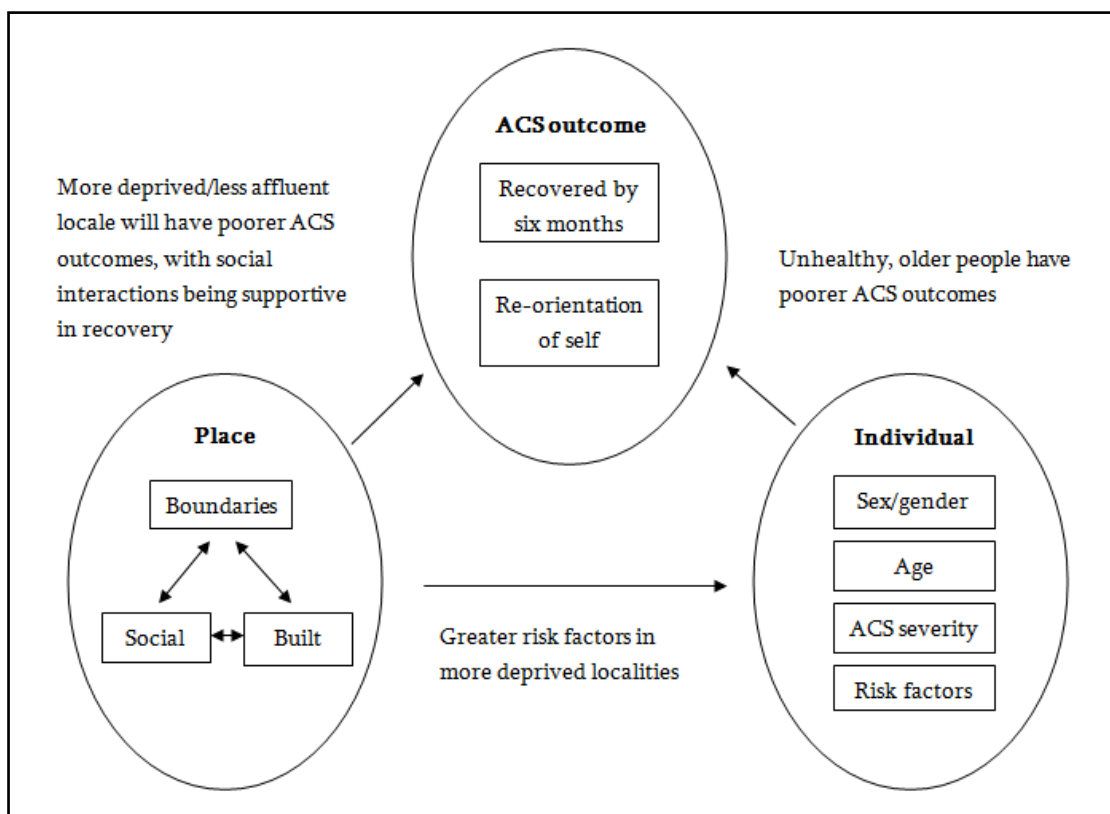 ACS outcome
Recovered by
six months
Re-orientation
of self
More deprived/less affluent
locale will have poorer ACS
outcomes, with social
interactions being supportive
in recovery
Unhealthy, older people have
poorer ACS outcomes
Place
Boundaries
Social
Built
Greater risk factors in
more deprived localities
Individual
Sex/gender
Age
ACS severity
Risk factors